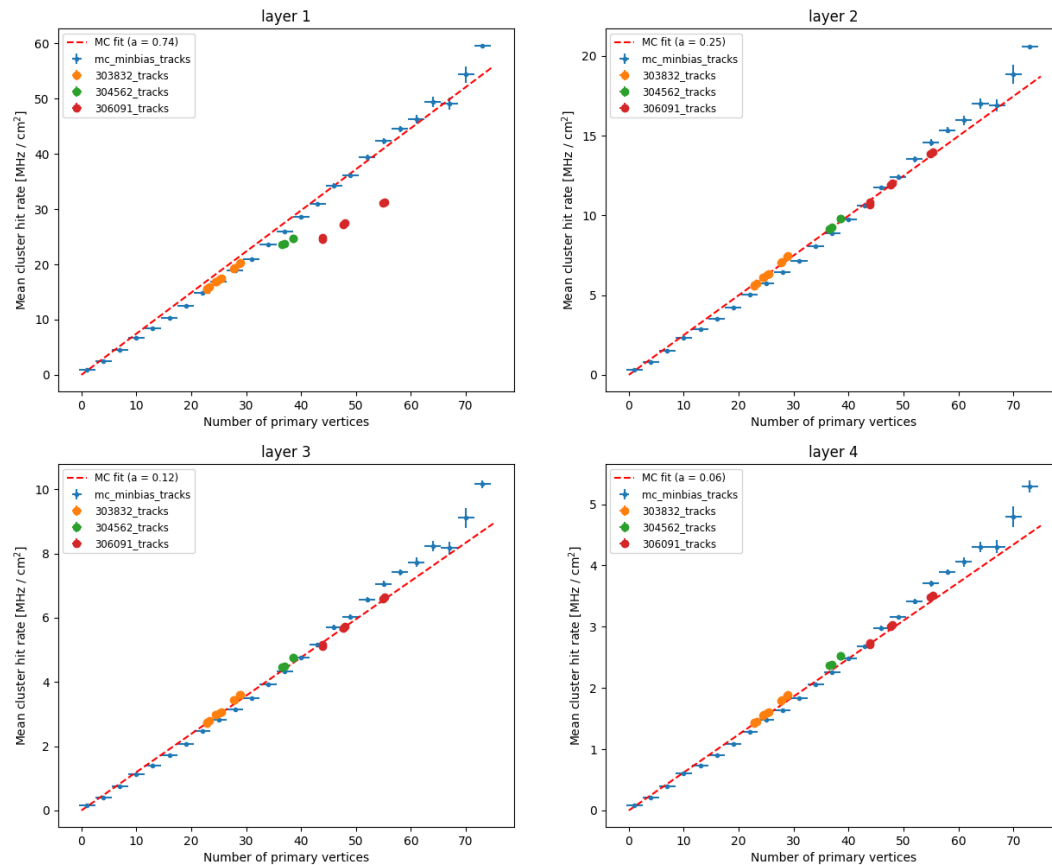 layer 1
MC fit (a = 0.74)
mc_minbias_tracks
303832_tracks
304562_tracks
306091_tracks
Mean cluster hit rate [MHz / cm²]
60
50
40
30
20
10
0
0 10 20 30 40 50 60 70
Number of primary vertices
layer 2
MC fit (a = 0.25)
mc_minbias_tracks
303832_tracks
304562_tracks
306091_tracks
Mean cluster hit rate [MHz / cm²]
20
15
10
5
0
0 10 20 30 40 50 60 70
Number of primary vertices
layer 3
MC fit (a = 0.12)
mc_minbias_tracks
303832_tracks
304562_tracks
306091_tracks
Mean cluster hit rate [MHz / cm²]
10
8
6
4
2
0
0 10 20 30 40 50 60 70
Number of primary vertices
layer 4
MC fit (a = 0.06)
mc_minbias_tracks
303832_tracks
304562_tracks
306091_tracks
Mean cluster hit rate [MHz / cm²]
5
4
3
2
1
0
0 10 20 30 40 50 60 70
Number of primary vertices